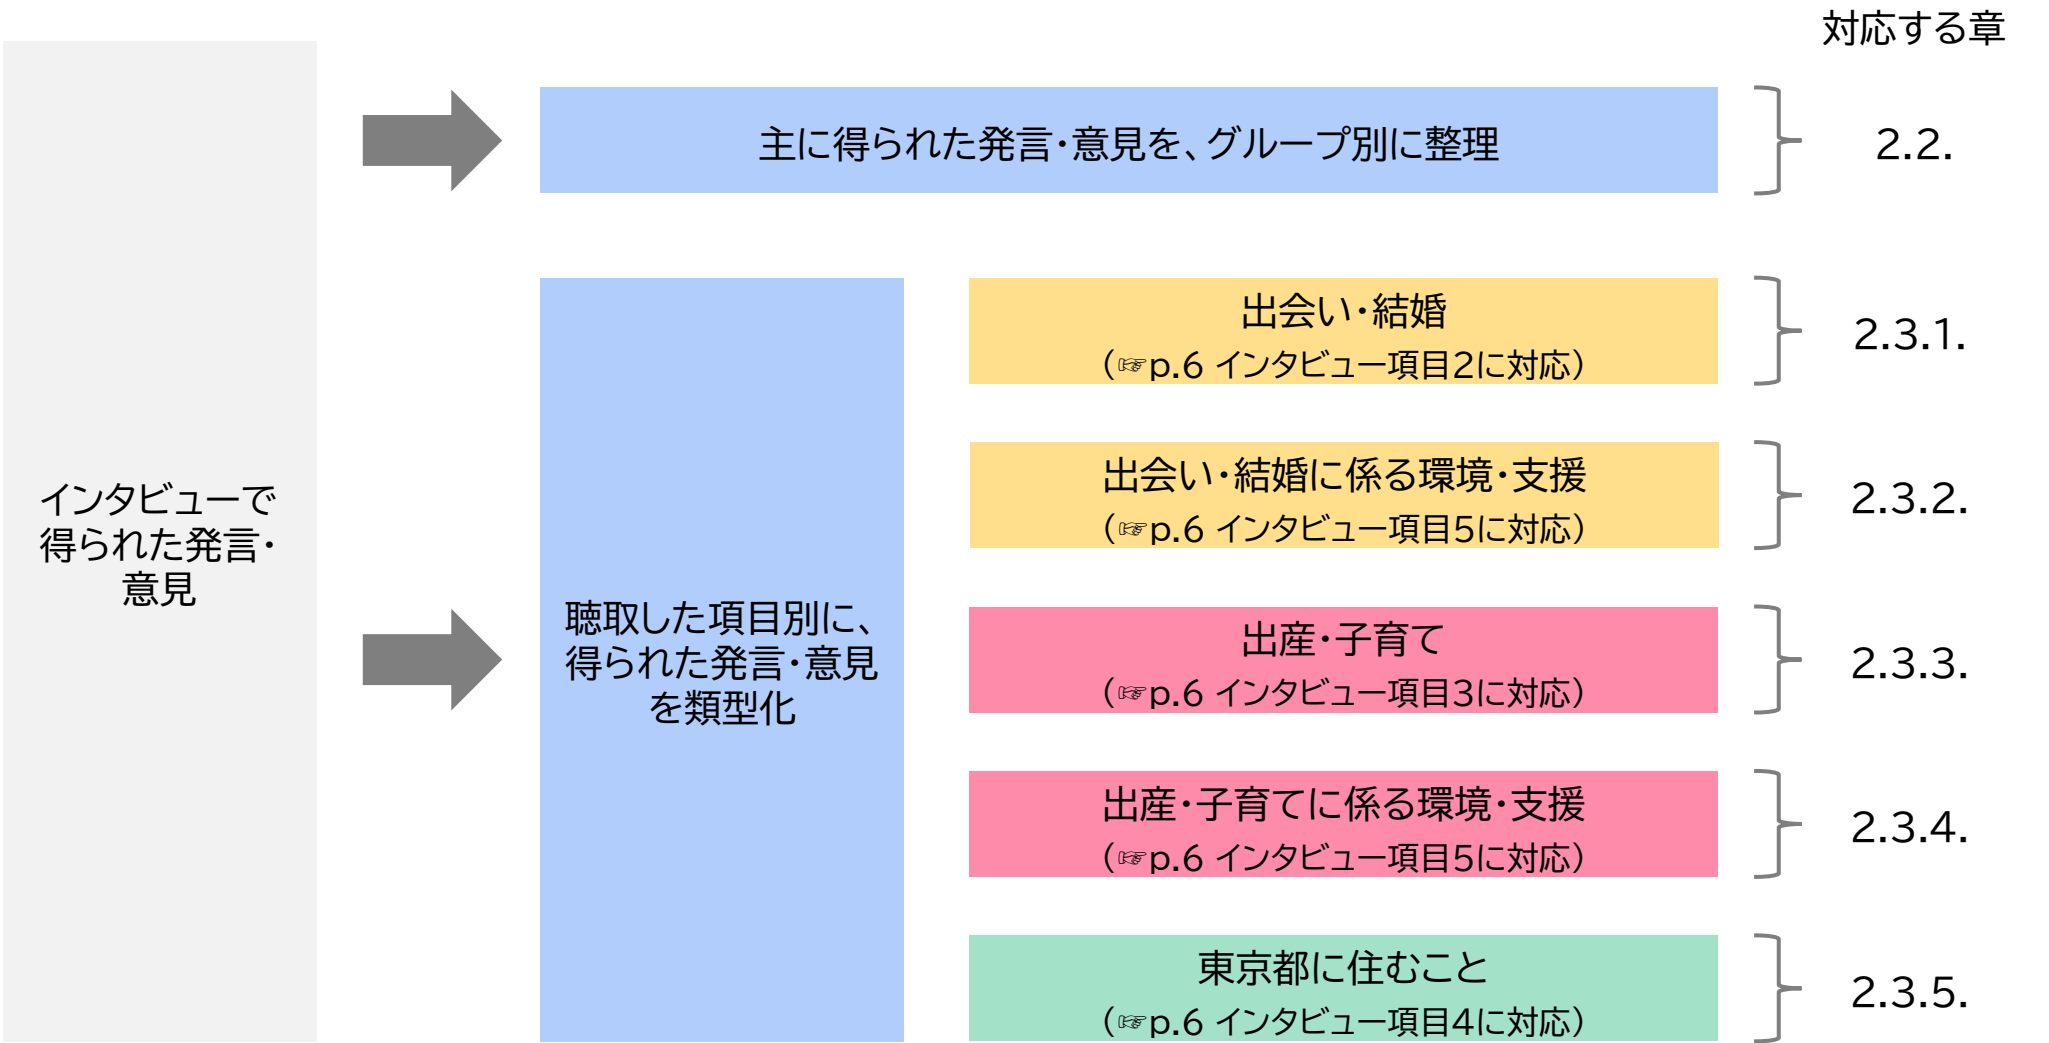 対応する章
主に得られた発言・意見を、グループ別に整理
2.2.
インタビューで
得られた発言・
意見
聴取した項目別に、
得られた発言・意見
を類型化
出会い・結婚
（☞p.6 インタビュー項目2に対応）
2.3.1.
出会い・結婚に係る環境・支援
（☞p.6 インタビュー項目5に対応）
2.3.2.
出産・子育て
（☞p.6 インタビュー項目3に対応）
2.3.3.
出産・子育てに係る環境・支援
（☞p.6 インタビュー項目5に対応）
2.3.4.
東京都に住むこと
（☞p.6 インタビュー項目4に対応）
2.3.5.